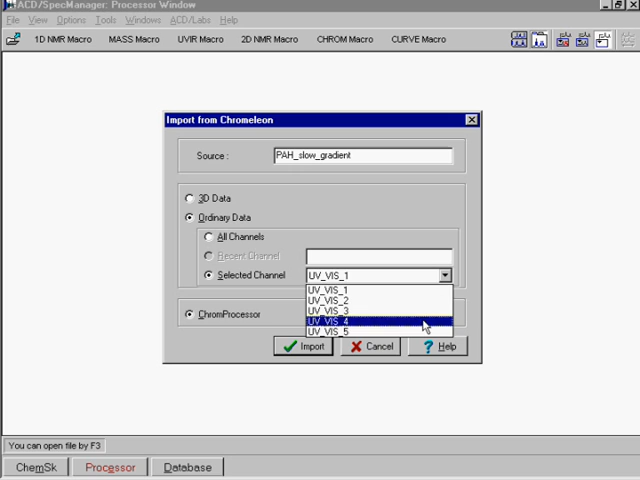 ACD/SpecManager: Processor Window
File View Options Tools Windows ACD/Labs Help
1D NMR Macro MASS Macro UVIR Macro 2D NMR Macro CHROM Macro CURVE Macro
Import from Chromeleon
Source : PAH_slow_gradient
3D Data
Ordinary Data
All Channels
Recent Channel
Selected Channel UV_VIS_1
UV_VIS_1
UV_VIS_2
UV_VIS_3
ChromProcessor UV_VIS_4
UV_VIS_5
Import Cancel ? Help
You can open file by F3
ChemSk Processor Database